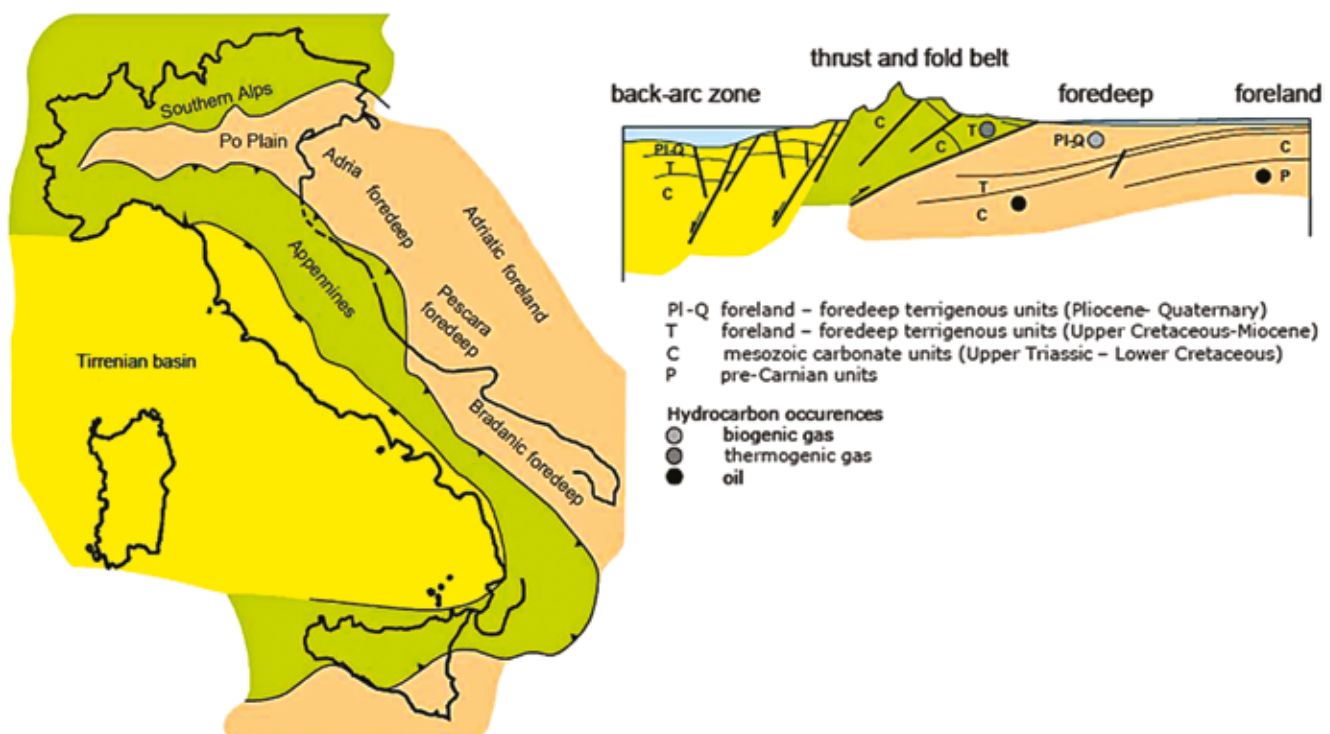 Southern Alps
Po Plain
Adria foredeep
Adriatic foreland
Appennines
Pescara foredeep
Tirrenian basin
Bradanic foredeep
thrust and fold belt
back-arc zone
foredeep
foreland
Pl-Q
T
C
C
T
C
Pl-Q
T
C
C
P
Pl-Q foreland – foredeep terrigenous units (Pliocene- Quaternary)
T foreland – foredeep terrigenous units (Upper Cretaceous-Miocene)
C mesozoic carbonate units (Upper Triassic – Lower Cretaceous)
P pre-Carnian units
Hydrocarbon occurences
biogenic gas
thermogenic gas
oil